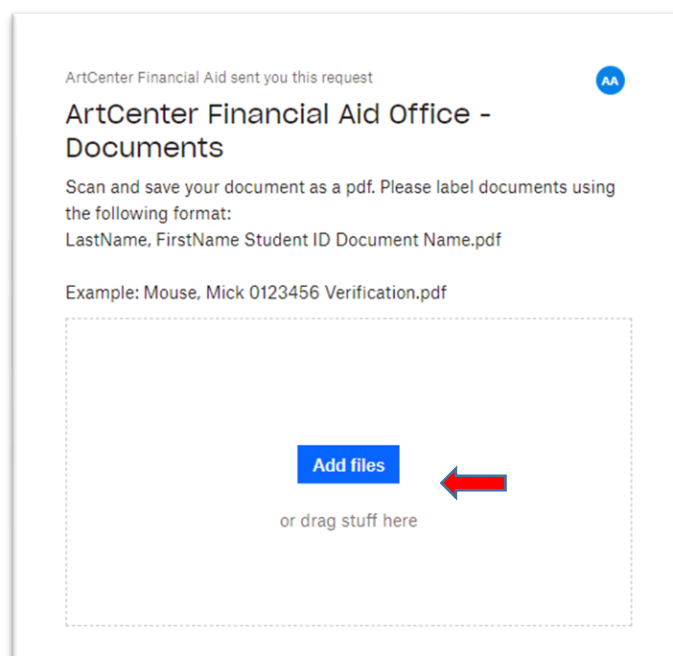 ArtCenter Financial Aid sent you this request
AA
ArtCenter Financial Aid Office -
Documents
Scan and save your document as a pdf. Please label documents using
the following format:
LastName, FirstName Student ID Document Name.pdf
Example: Mouse, Mick 0123456 Verification.pdf
Add files
or drag stuff here